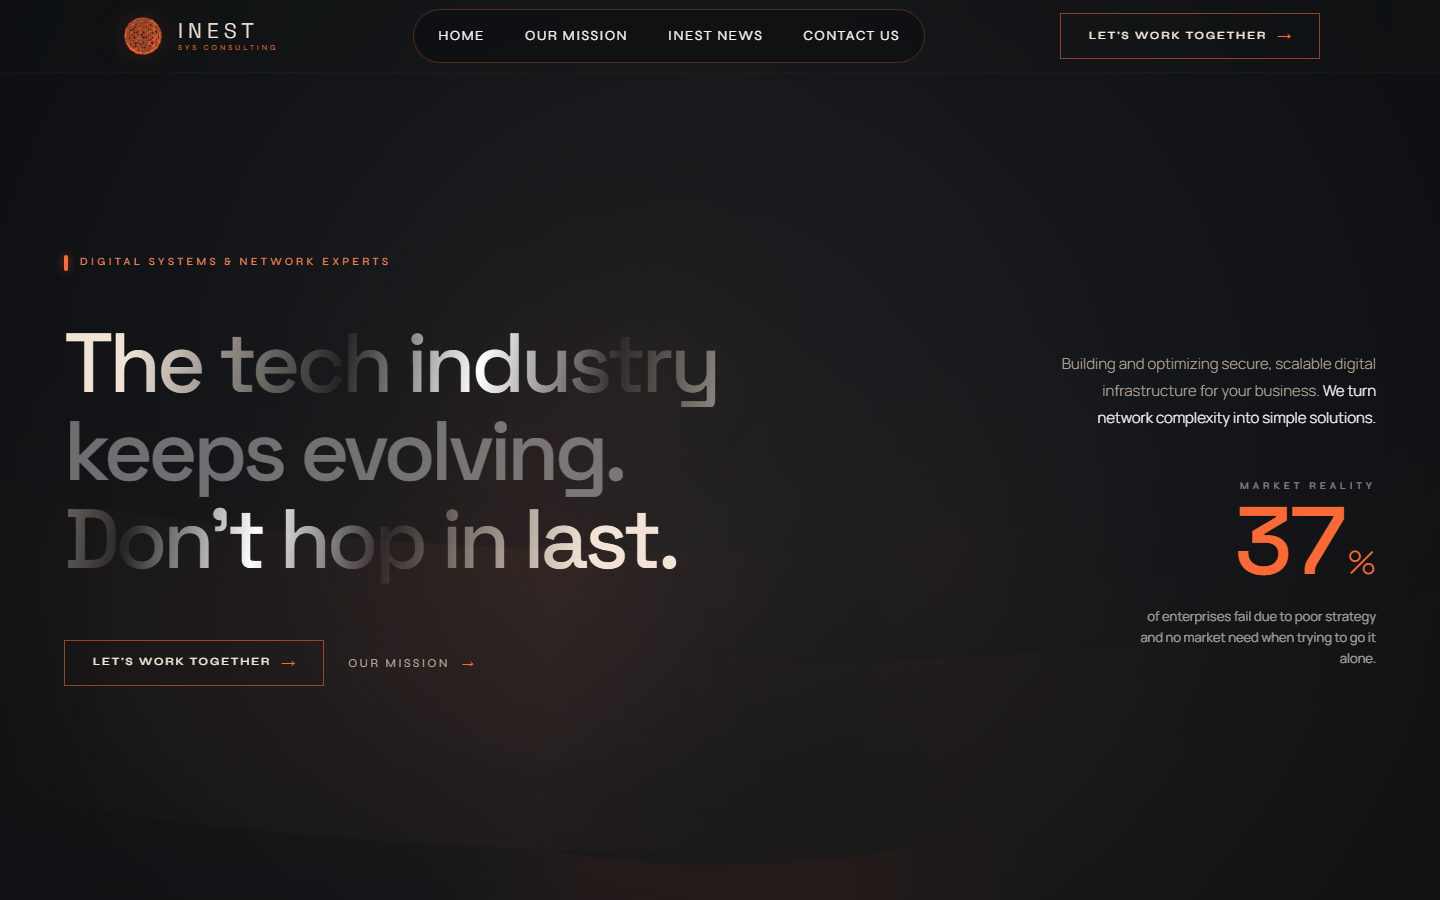 INEST
SYS CONSULTING
HOME
OUR MISSION
INEST NEWS
CONTACT US
LET'S WORK TOGETHER →
DIGITAL SYSTEMS & NETWORK EXPERTS
The tech industry
keeps evolving.
Don’t hop in last.
LET'S WORK TOGETHER →
OUR MISSION →
Building and optimizing secure, scalable digital
infrastructure for your business. We turn
network complexity into simple solutions.
MARKET REALITY
37%
of enterprises fail due to poor strategy
and no market need when trying to go it
alone.